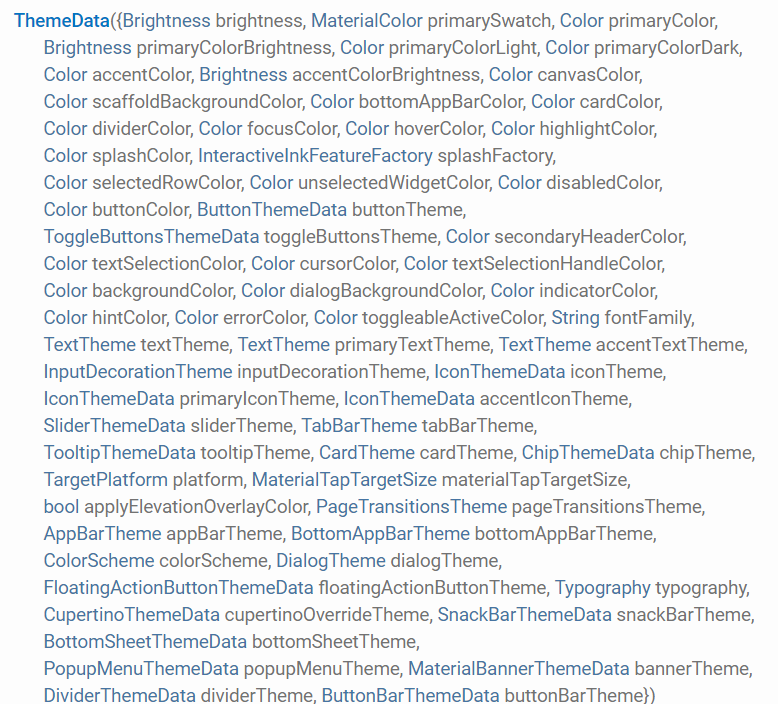 ThemeData({Brightness brightness, MaterialColor primarySwatch, Color primaryColor,
Brightness primaryColorBrightness, Color primaryColorLight, Color primaryColorDark,
Color accentColor, Brightness accentColorBrightness, Color canvasColor,
Color scaffoldBackgroundColor, Color bottomAppBarColor, Color cardColor,
Color dividerColor, Color focusColor, Color hoverColor, Color highlightColor,
Color splashColor, InteractiveInkFeatureFactory splashFactory,
Color selectedRowColor, Color unselectedWidgetColor, Color disabledColor,
Color buttonColor, ButtonThemeData buttonTheme,
ToggleButtonsThemeData toggleButtonsTheme, Color secondaryHeaderColor,
Color textSelectionColor, Color cursorColor, Color textSelectionHandleColor,
Color backgroundColor, Color dialogBackgroundColor, Color indicatorColor,
Color hintColor, Color errorColor, Color toggleableActiveColor, String fontFamily,
TextTheme textTheme, TextTheme primaryTextTheme, TextTheme accentTextTheme,
InputDecorationTheme inputDecorationTheme, IconThemeData iconTheme,
IconThemeData primaryIconTheme, IconThemeData accentIconTheme,
SliderThemeData sliderTheme, TabBarTheme tabBarTheme,
TooltipThemeData tooltipTheme, CardTheme cardTheme, ChipThemeData chipTheme,
TargetPlatform platform, MaterialTapTargetSize materialTapTargetSize,
bool applyElevationOverlayColor, PageTransitionsTheme pageTransitionsTheme,
AppBarTheme appBarTheme, BottomAppBarTheme bottomAppBarTheme,
ColorScheme colorScheme, DialogTheme dialogTheme,
FloatingActionButtonThemeData floatingActionButtonTheme, Typography typography,
CupertinoThemeData cupertinoOverrideTheme, SnackBarThemeData snackBarTheme,
BottomSheetThemeData bottomSheetTheme,
PopupMenuThemeData popupMenuTheme, MaterialBannerThemeData bannerTheme,
DividerThemeData dividerTheme, ButtonBarThemeData buttonBarTheme})